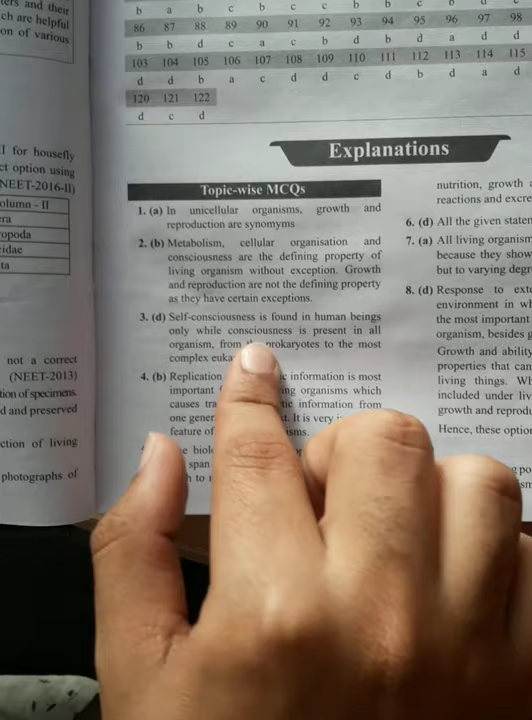 ters and their
ch are helpful
on of various
b a b c b c c b b c b d b
86 87 88 89 90 91 92 93 94 95 96 97 98
b b d c a c b d b d a d d
103 104 105 106 107 108 109 110 111 112 113 114 115
d d b a c d d c d b d a d
120 121 122
d c d
l for housefly
ct option using
NEET-2016-II)
olumn - II
era
ropoda
cidae
ta
not a correct
(NEET-2013)
tion of specimens.
d and preserved
ction of living
photographs of
Explanations
Topic-wise MCQs
1. (a) In unicellular organisms, growth and
reproduction are synomyms
2. (b) Metabolism, cellular organisation and
consciousness are the defining property of
living organism without exception. Growth
and reproduction are not the defining property
as they have certain exceptions.
3. (d) Self-consciousness is found in human beings
only while consciousness is present in all
organism, from prokaryotes to the most
complex euka
4. (b) Replication c information is most
important ing organisms which
causes tra tic information from
one gener t. It is very
feature of isms.
e biol
span
h to
nutrition, growth a
reactions and excre
6. (d) All the given staten
7. (a) All living organism
because they show
but to varying degr
8. (d) Response to exte
environment in wh
the most important
organism, besides g
Growth and ability
properties that can
living things. Wh
included under liv
growth and reprod
Hence, these option